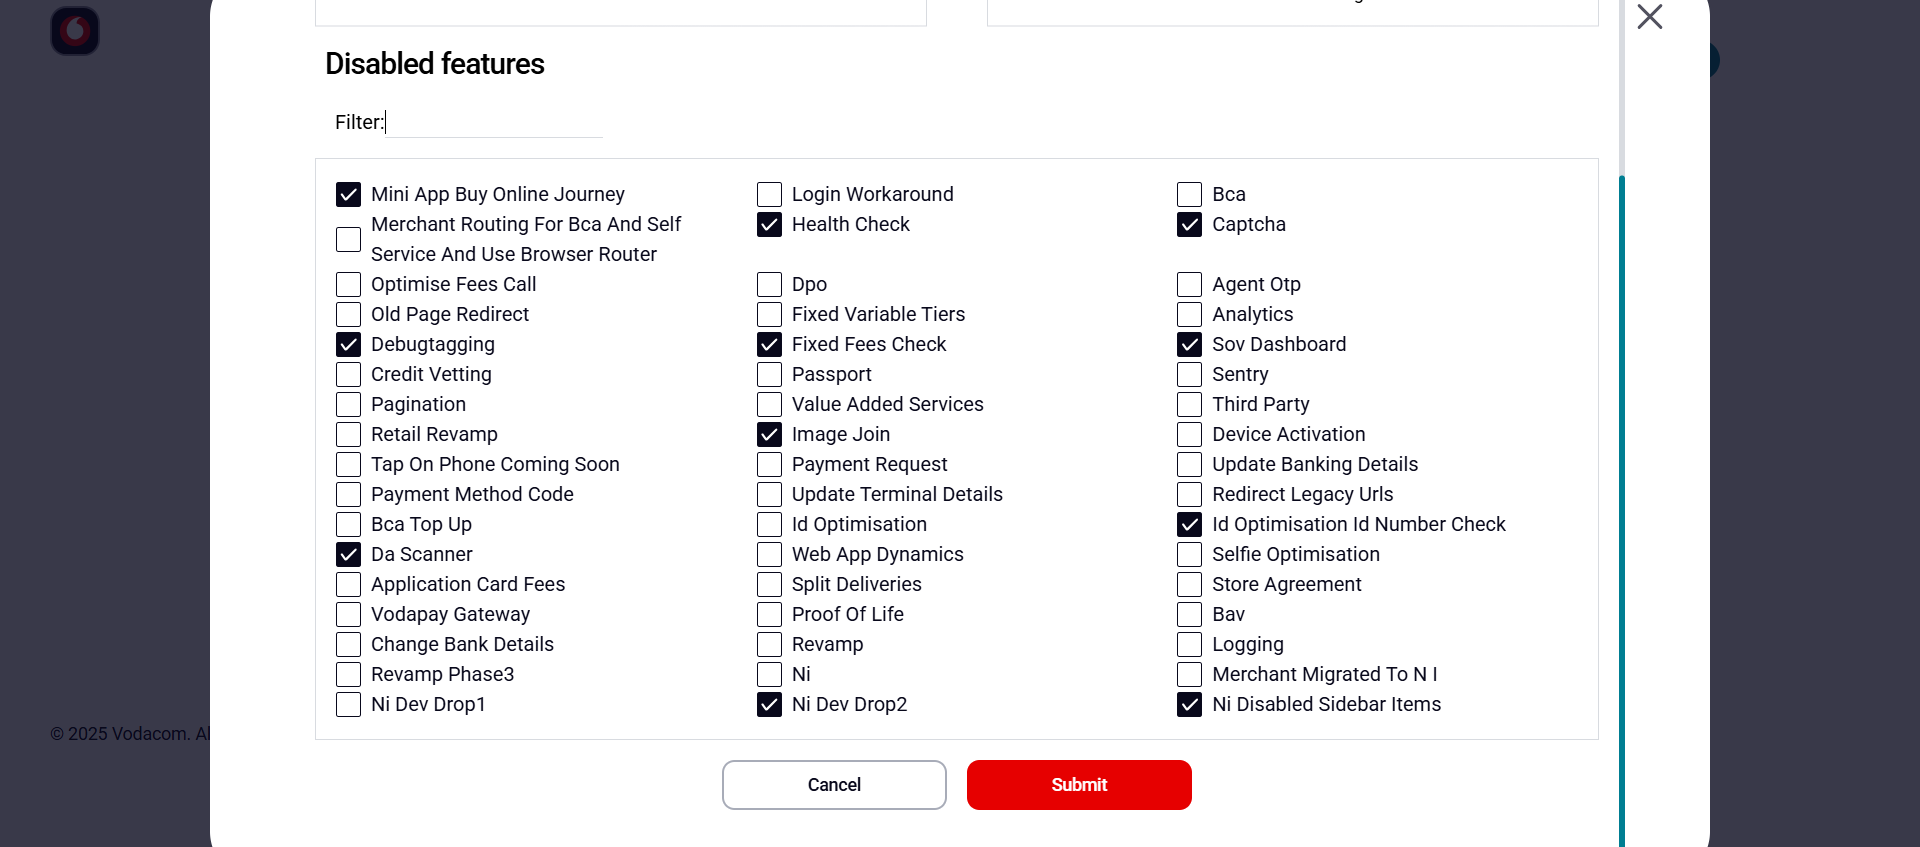 Disabled features
Filter:
Mini App Buy Online Journey
Login Workaround
Bca
Merchant Routing For Bca And Self
Service And Use Browser Router
Health Check
Captcha
Optimise Fees Call
Dpo
Agent Otp
Old Page Redirect
Fixed Variable Tiers
Analytics
Debugtagging
Fixed Fees Check
Sov Dashboard
Credit Vetting
Passport
Sentry
Pagination
Value Added Services
Third Party
Retail Revamp
Image Join
Device Activation
Tap On Phone Coming Soon
Payment Request
Update Banking Details
Payment Method Code
Update Terminal Details
Redirect Legacy Urls
Bca Top Up
Id Optimisation
Id Optimisation Id Number Check
Da Scanner
Web App Dynamics
Selfie Optimisation
Application Card Fees
Split Deliveries
Store Agreement
Vodapay Gateway
Proof Of Life
Bav
Change Bank Details
Revamp
Logging
Revamp Phase3
Ni
Merchant Migrated To N I
Ni Dev Drop1
Ni Dev Drop2
Ni Disabled Sidebar Items
© 2025 Vodacom. Al
Cancel
Submit